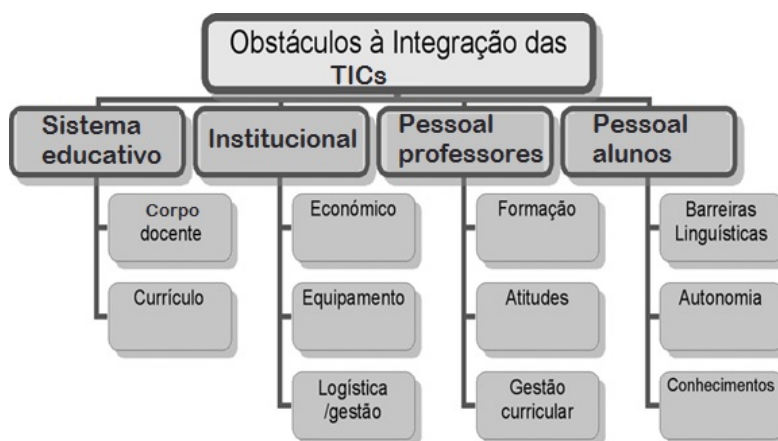 Obstáculos à Integração das
TICs
Sistema
educativo
Institucional
Pessoal
professores
Pessoal
alunos
Corpo
docente
Económico
Formação
Barreiras
Linguísticas
Currículo
Equipamento
Atitudes
Autonomia
Logística
/gestão
Gestão
curricular
Conhecimentos